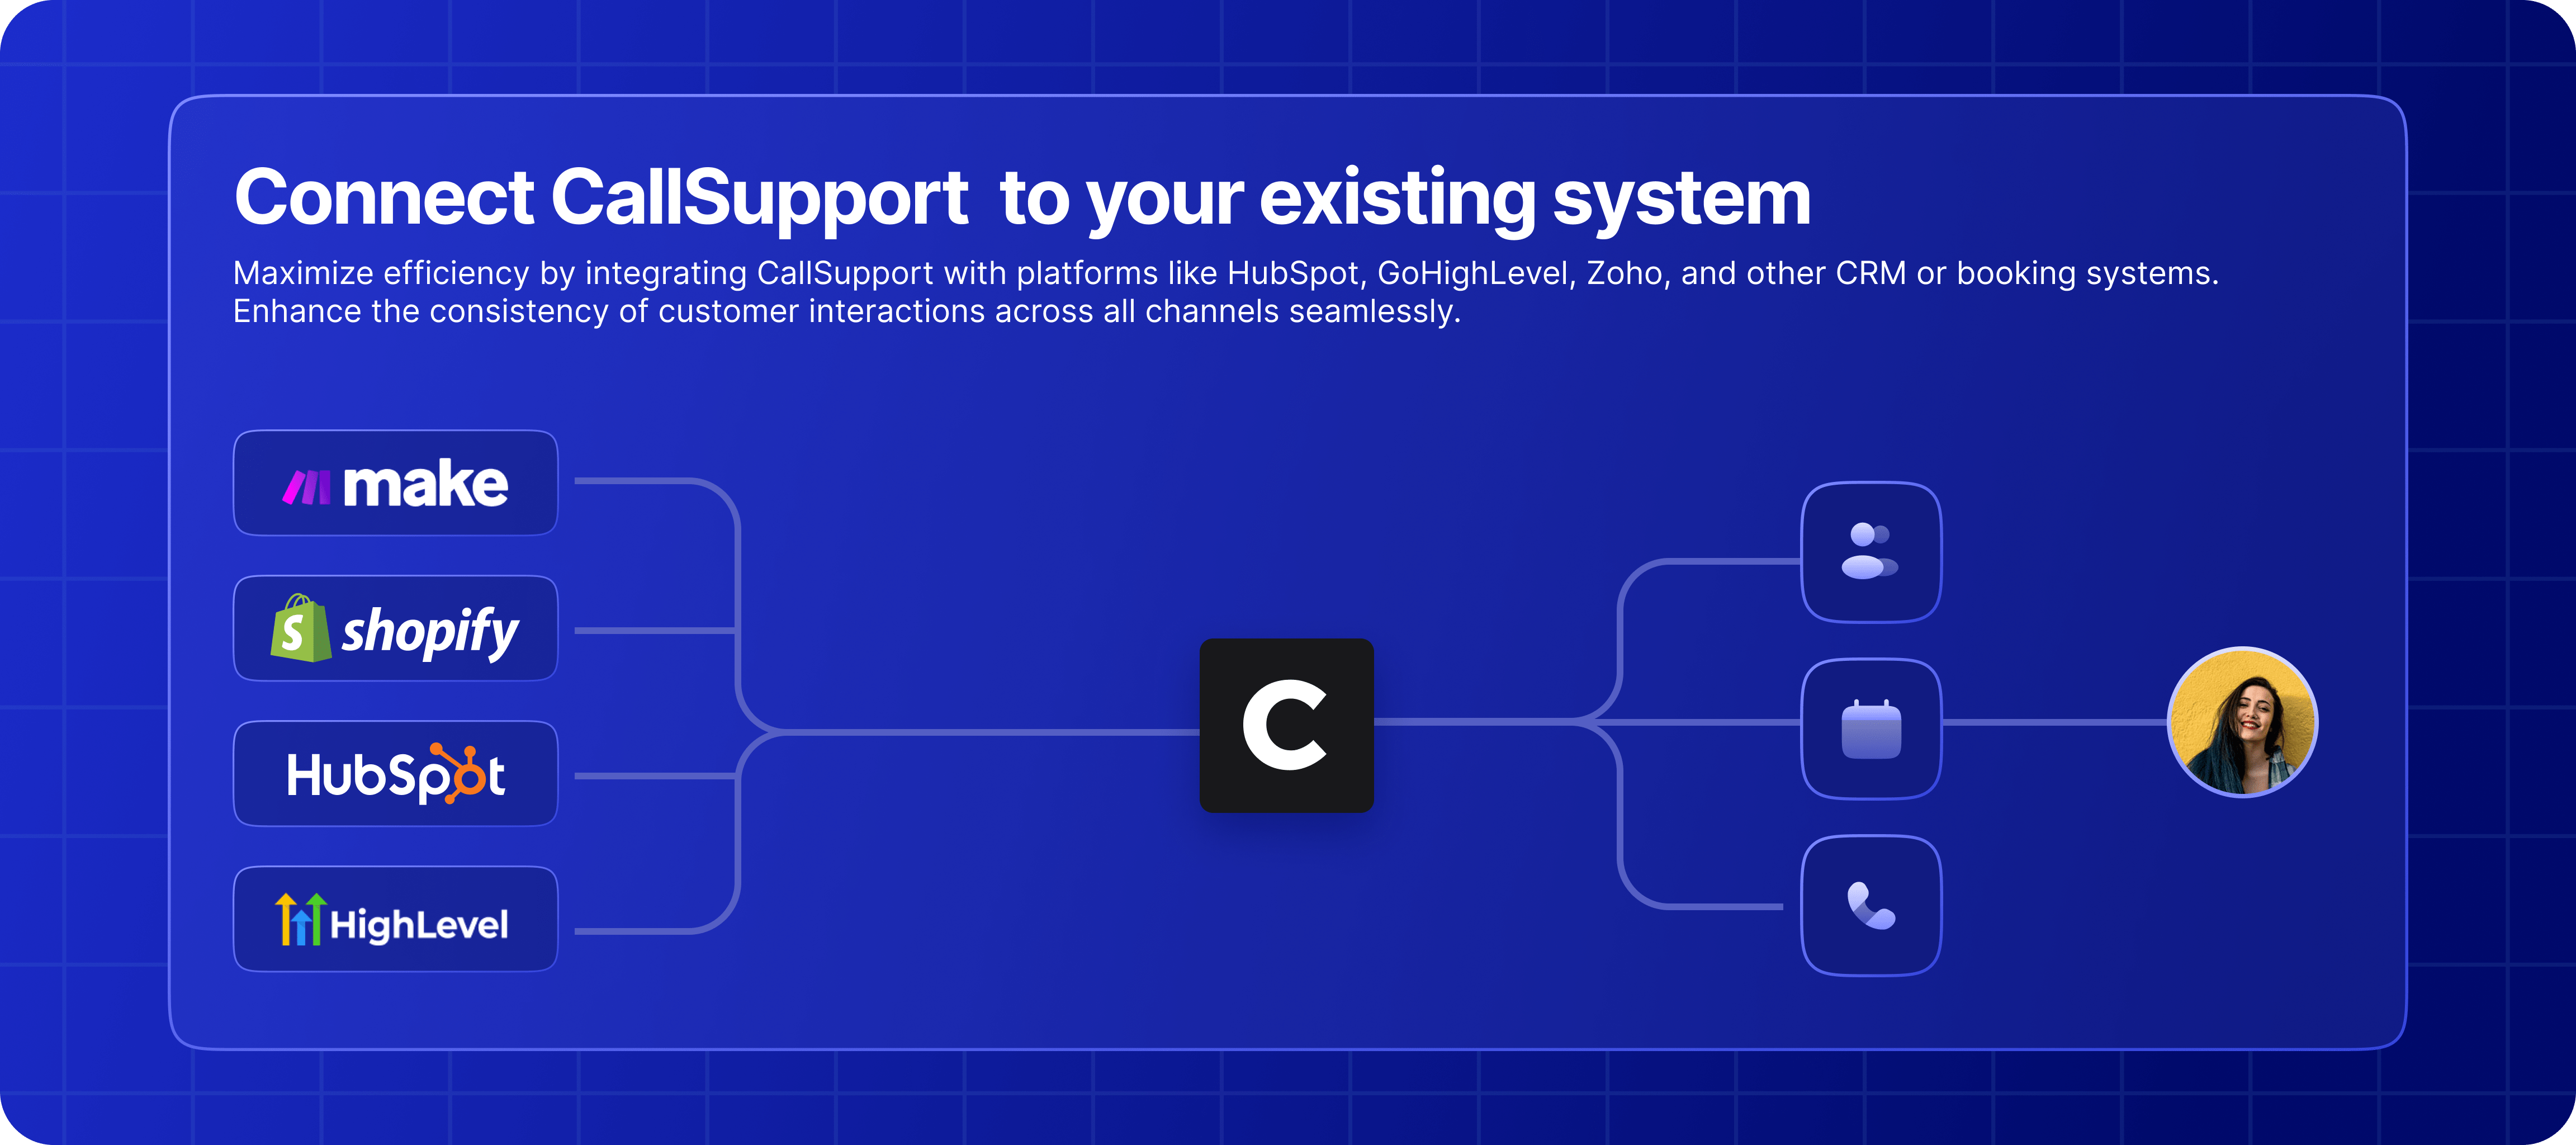 Connect CallSupport  to your existing system
Maximize efficiency by integrating CallSupport with platforms like HubSpot, GoHighLevel, Zoho, and other CRM or booking systems.
Enhance the consistency of customer interactions across all channels seamlessly.
make
S shopify
HubSpot
HighLevel
C